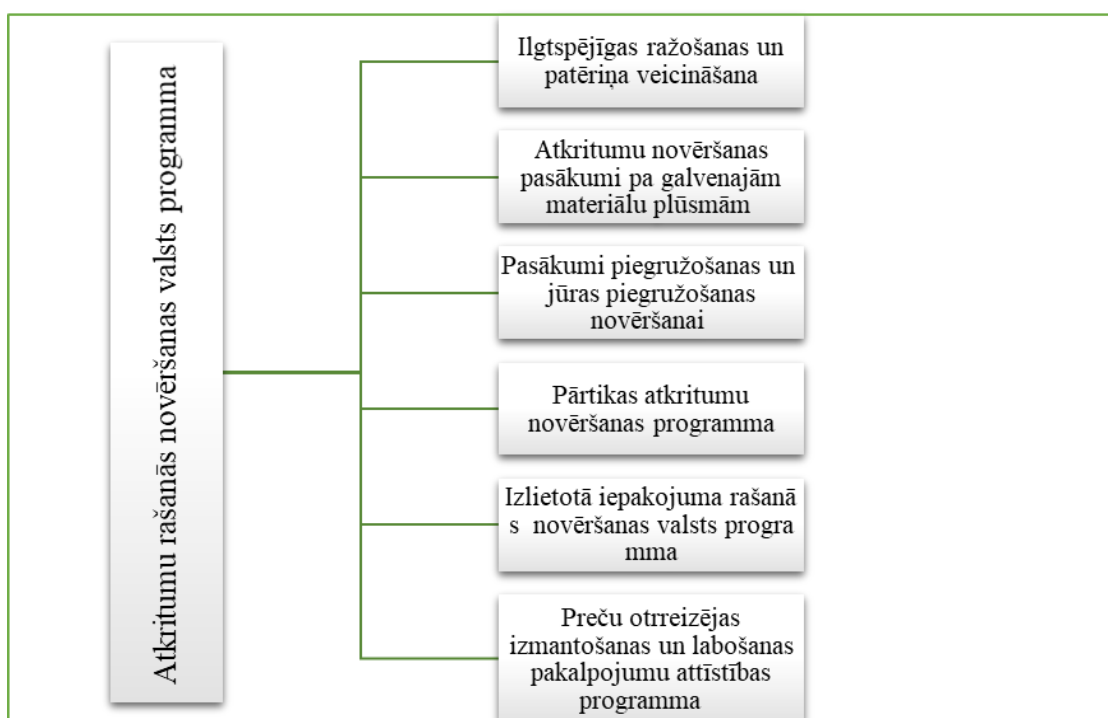 Atkritumu rašanās novēršanas valsts programma
Ilgtspējīgas ražošanas un
patēriņa veicināšana
Atkritumu novēršanas
pasākumi pa galvenajām
materiālu plūsmām
Pasākumi piegružošanas un
jūras piegružošanas
novēršanai
Pārtikas atkritumu
novēršanas programma
Izlietotā iepakojuma rašanā
s  novēršanas valsts progra
mma
Preču otrreizējas
izmantošanas un labošanas
pakalpojumu attīstības
programma